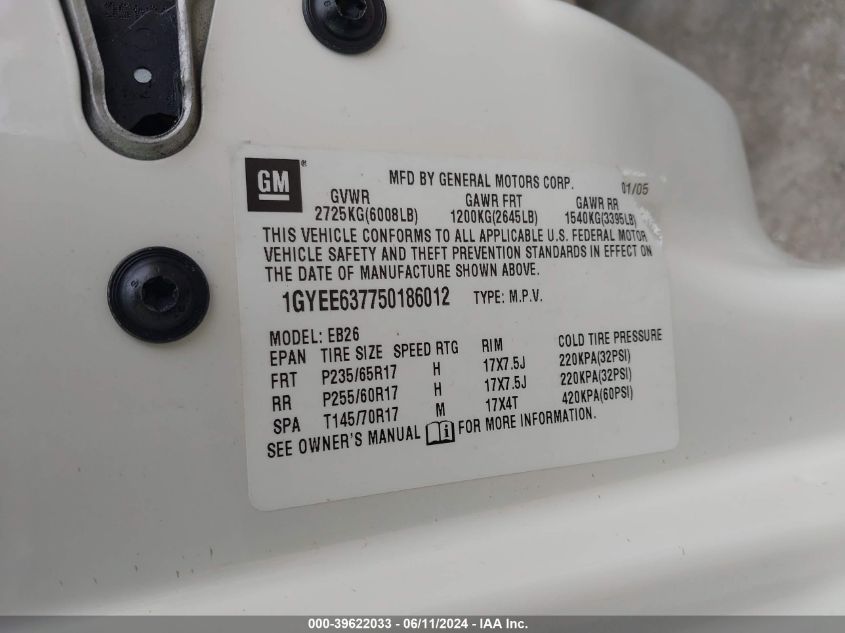 GM ® MFD BY GENERAL MOTORS CORP. 01/05
GVWR GAWR FRT GAWR RR
2725KG(6008LB) 1200KG(2645LB) 1540KG(3395LB)
THIS VEHICLE CONFORMS TO ALL APPLICABLE U.S. FEDERAL MOTOR
VEHICLE SAFETY AND THEFT PREVENTION STANDARDS IN EFFECT ON
THE DATE OF MANUFACTURE SHOWN ABOVE.
1GYEE637750186012 TYPE: M.P.V.
MODEL: EB26
EPAN TIRE SIZE SPEED RTG RIM COLD TIRE PRESSURE
FRT P235/65R17 H 17X7.5J 220KPA(32PSI)
RR P255/60R17 H 17X7.5J 220KPA(32PSI)
SPA T145/70R17 M 17X4T 420KPA(60PSI)
SEE OWNER'S MANUAL i FOR MORE INFORMATION.
000-39622033 - 06/11/2024 - IAA Inc.